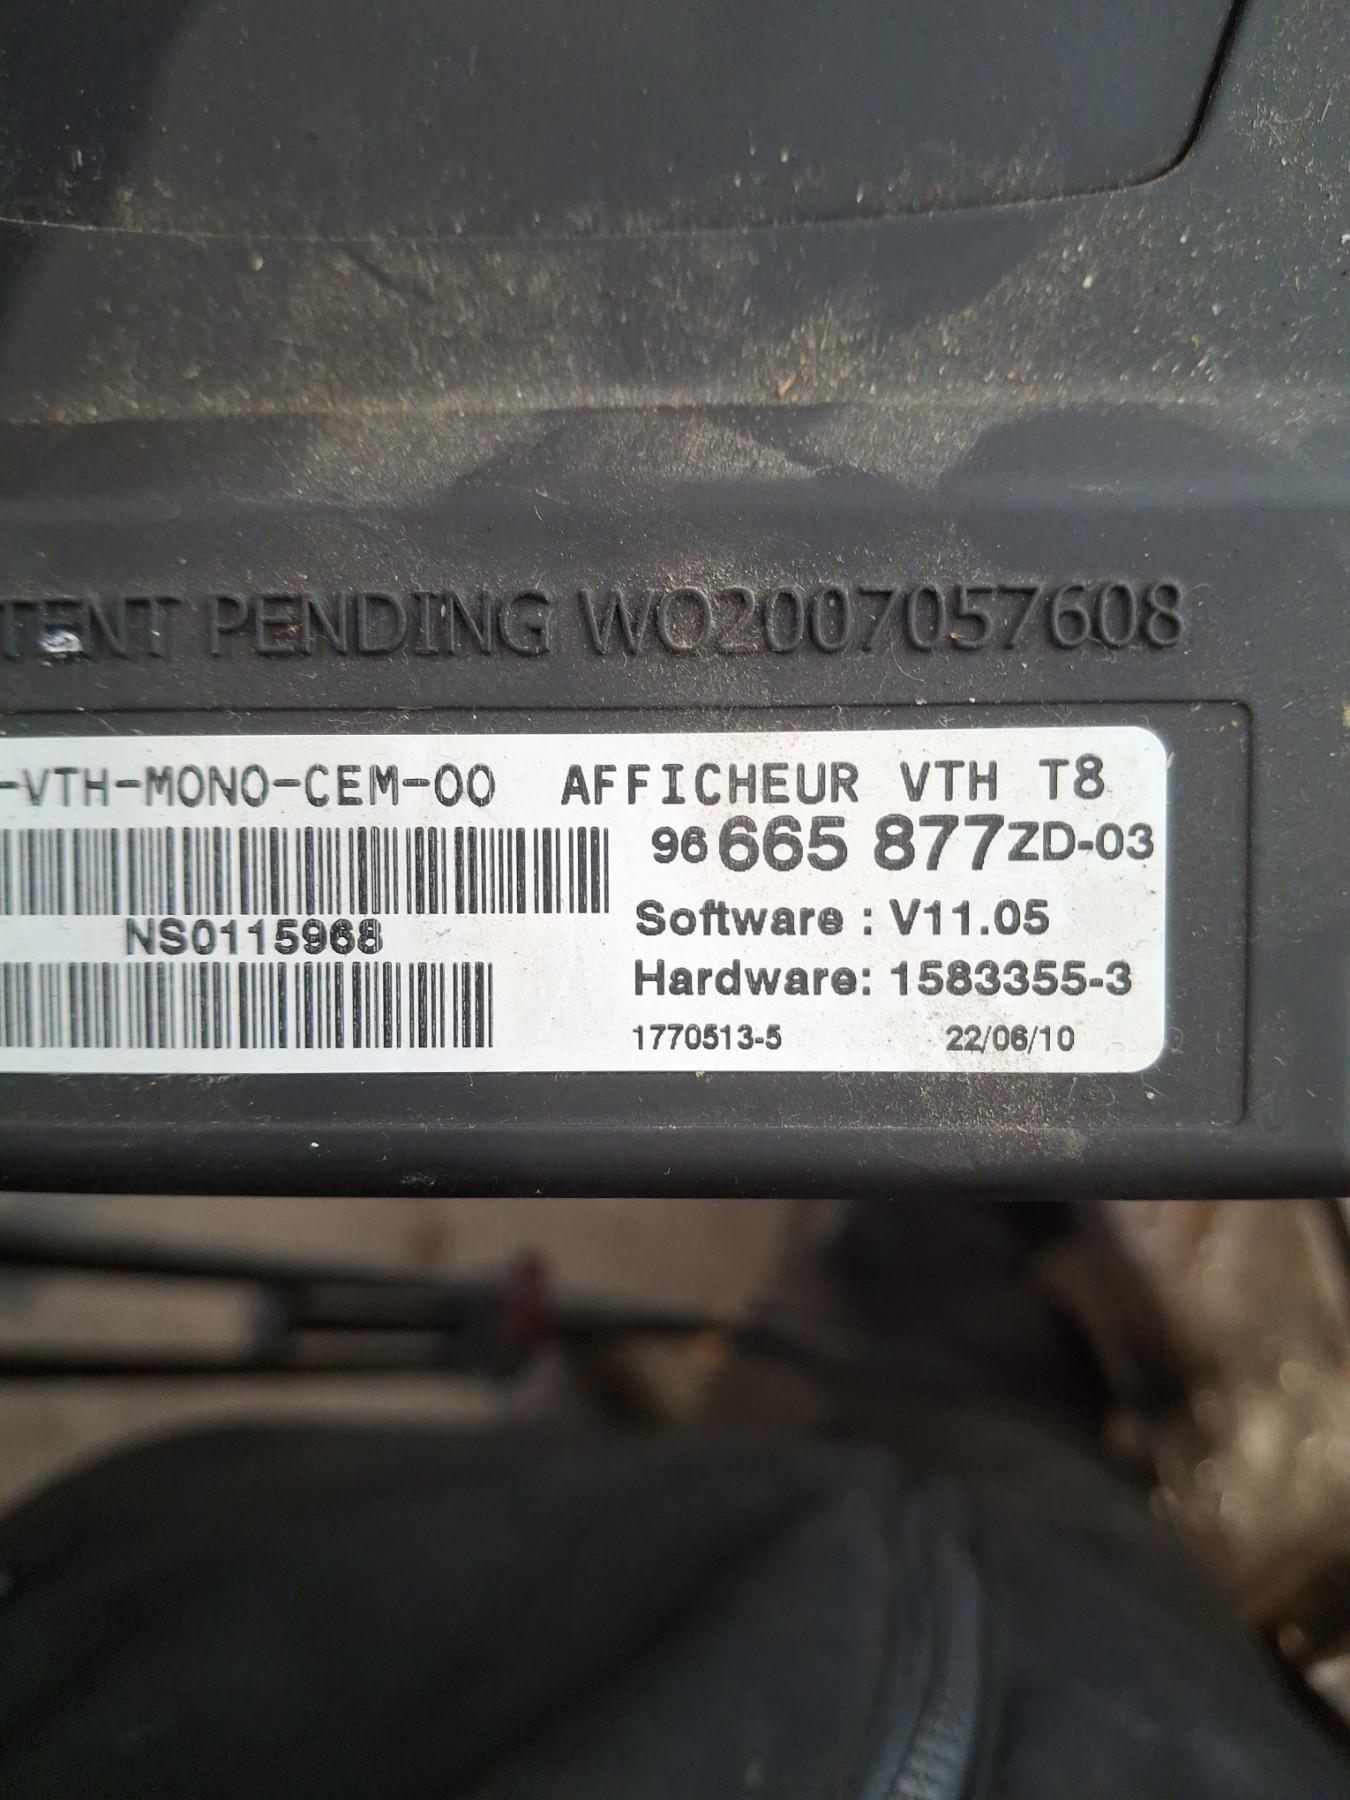 TENT PENDING WO2007057608
-VTH-MONO-CEM-00 AFFICHEUR VTH T8
96 665 877ZD-03
NS0115968
Software : V11.05
Hardware: 1583355-3
1770513-5 22/06/10